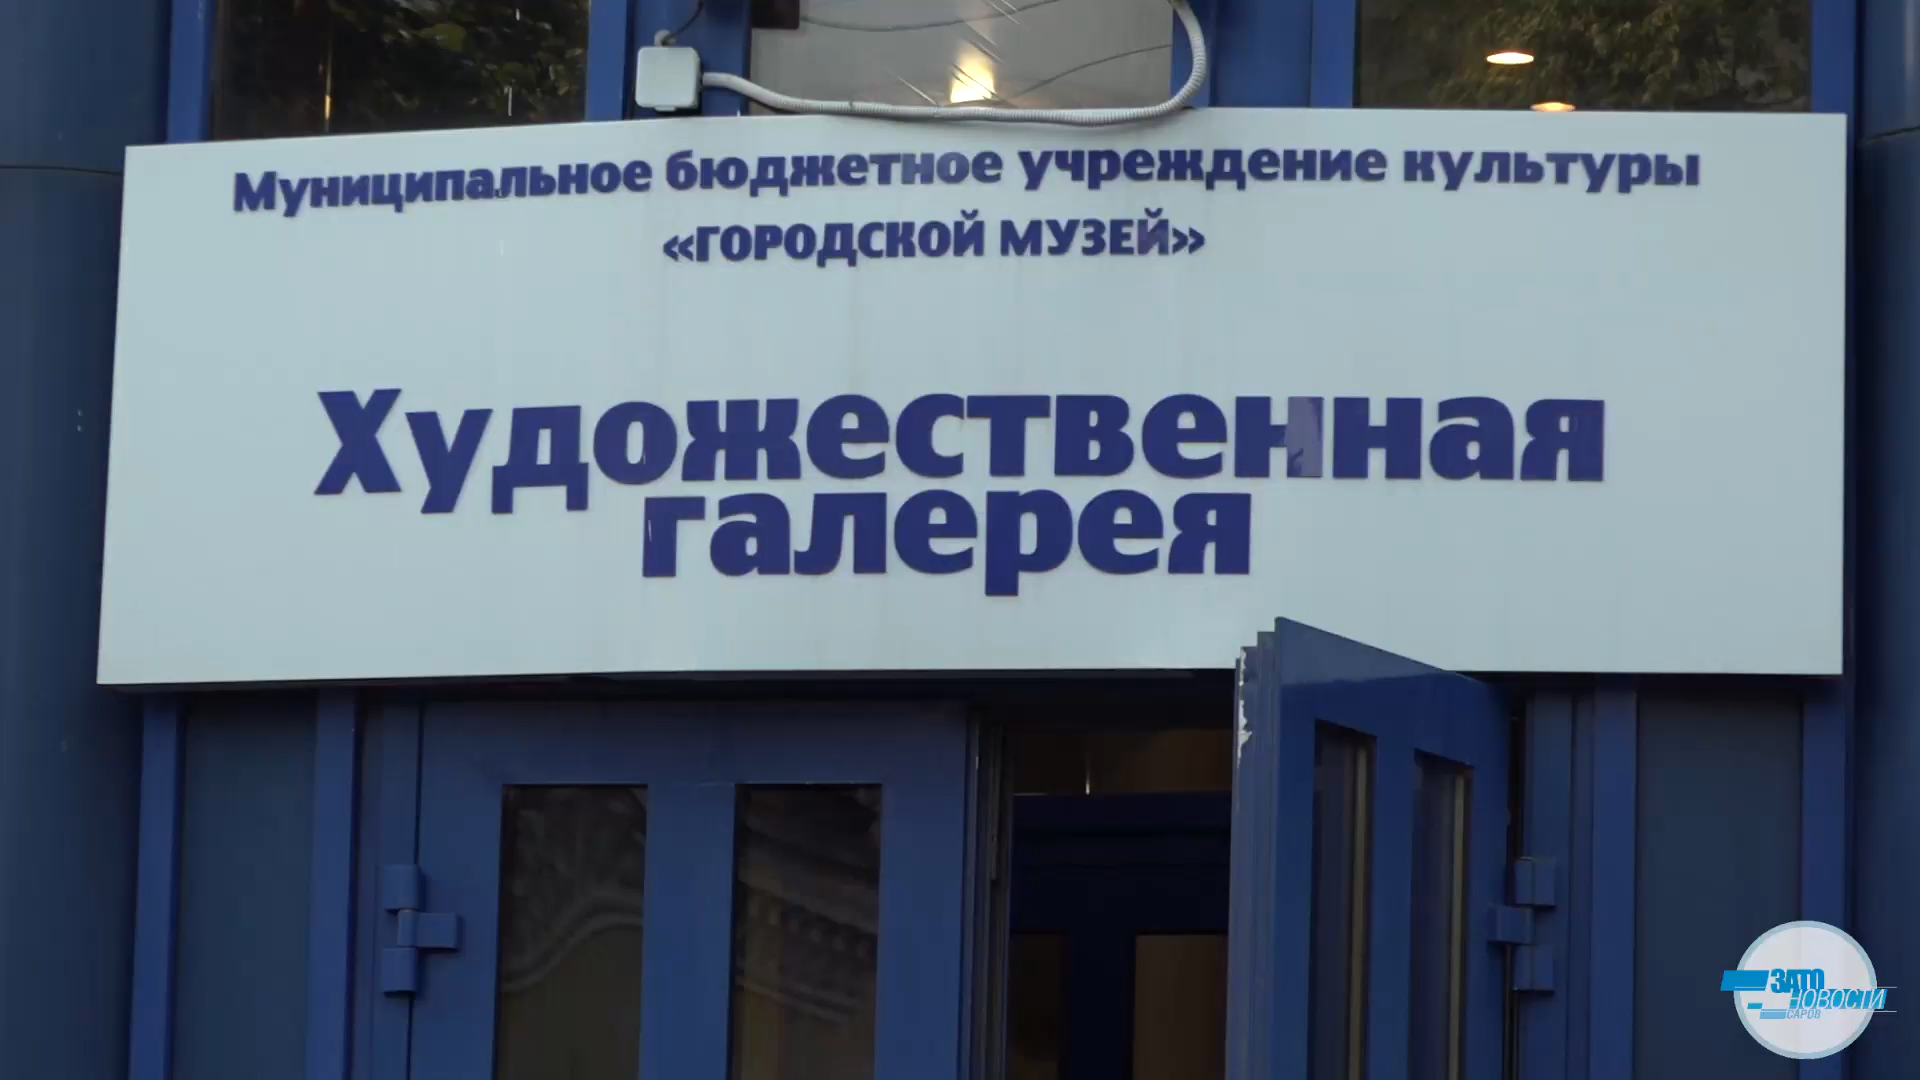 Муниципальное бюджетное учреждение культуры
«ГОРОДСКОЙ МУЗЕЙ»
Художественная
галерея
ЗАТО
НОВОСТИ
САРОВ